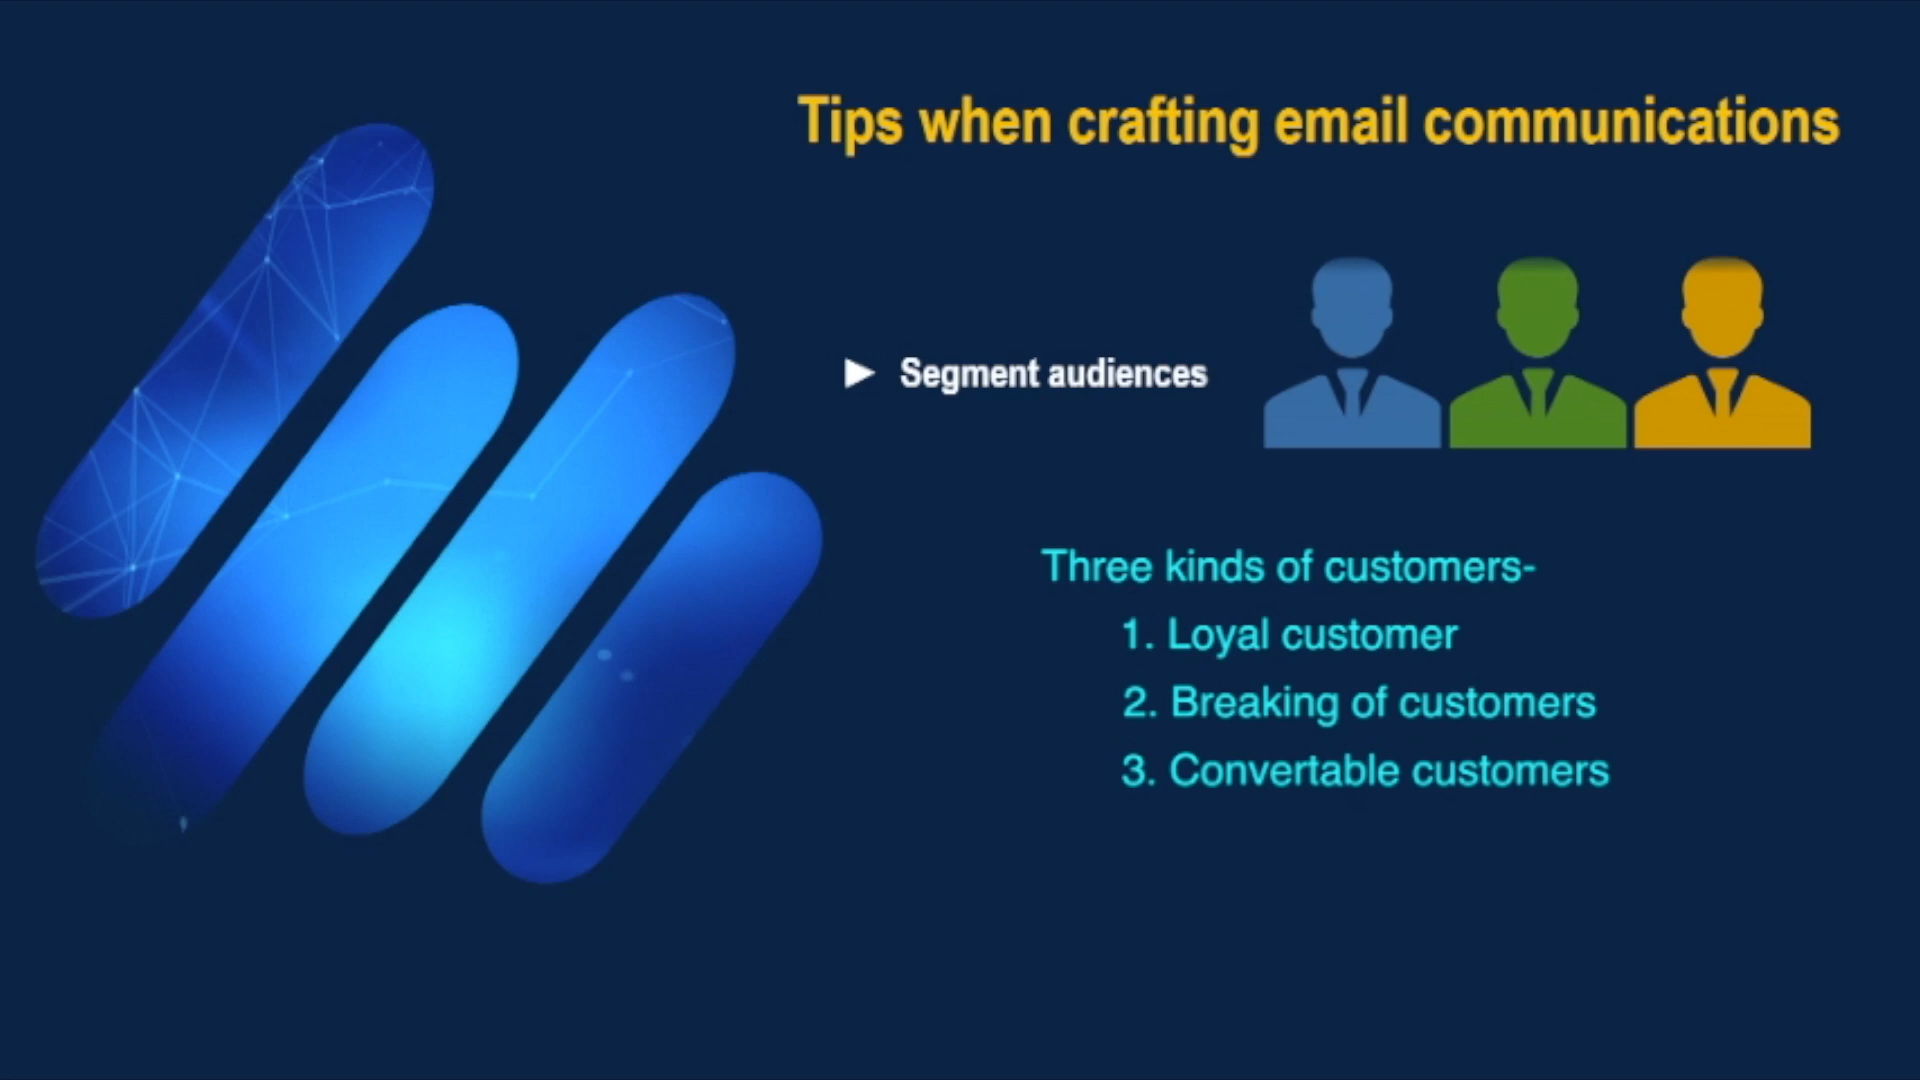 Tips when crafting email communications
Segment audiences
Three kinds of customers-
1. Loyal customer
2. Breaking of customers
3. Convertable customers